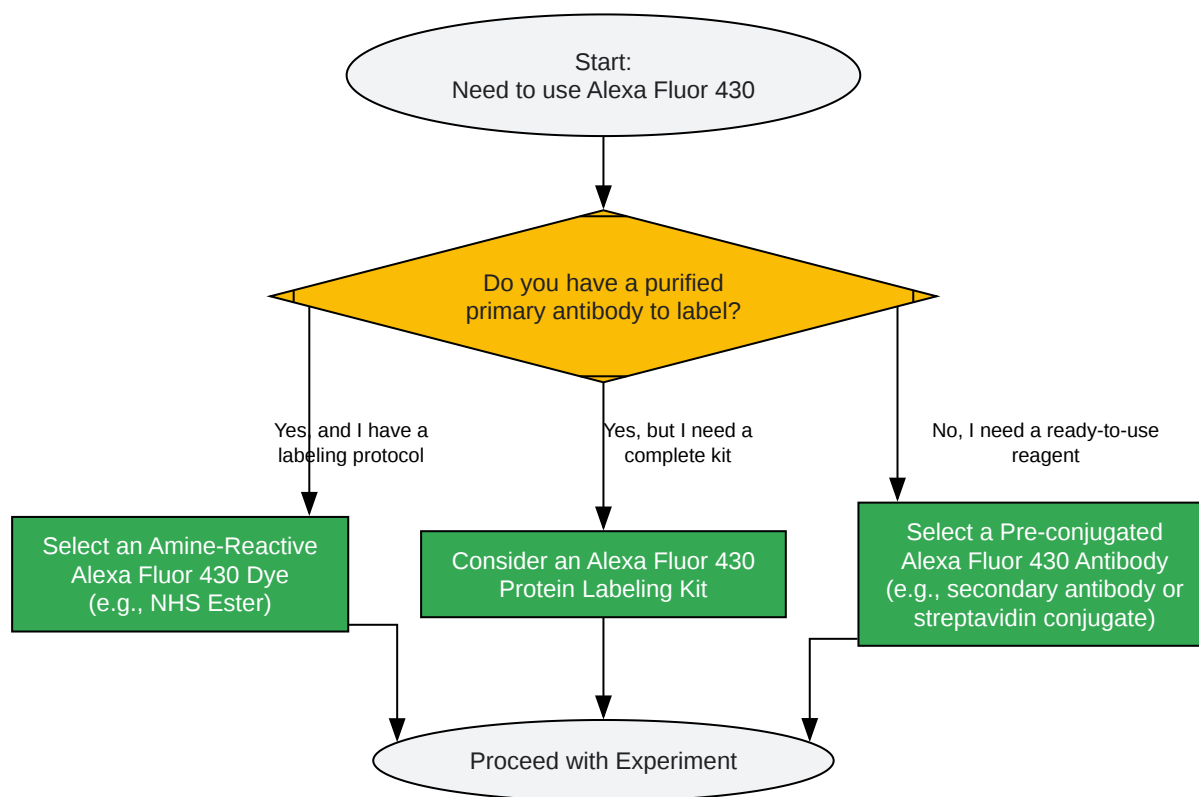 Start:
Need to use Alexa Fluor 430
Do you have a purified
primary antibody to label?
Yes, and I have a
labeling protocol
Yes, but I need a
complete kit
No, I need a ready-to-use
reagent
Select an Amine-Reactive
Alexa Fluor 430 Dye
(e.g., NHS Ester)
Consider an Alexa Fluor 430
Protein Labeling Kit
Select a Pre-conjugated
Alexa Fluor 430 Antibody
(e.g., secondary antibody or
streptavidin conjugate)
Proceed with Experiment